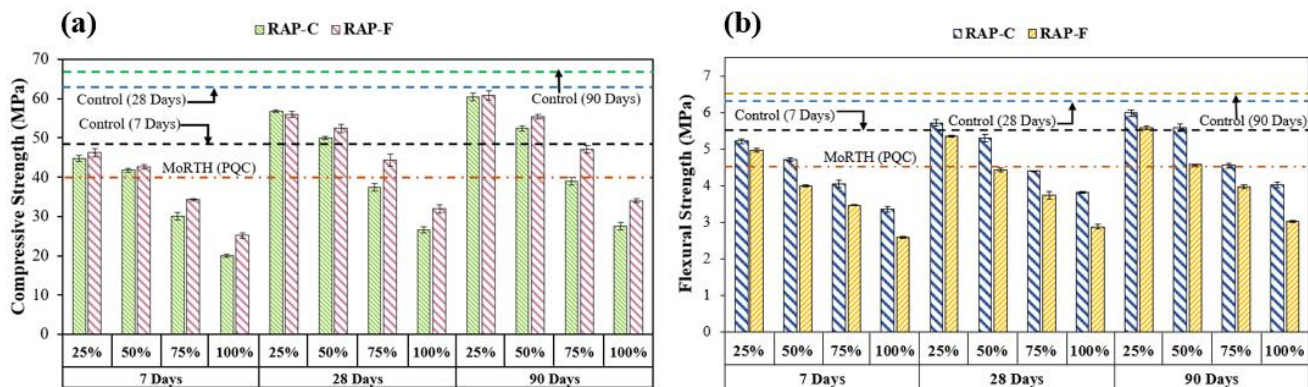 (a)
RAP-C RAP-F
Compressive Strength (MPa)
70
60
50
40
30
20
10
0
Control (28 Days)
Control (90 Days)
Control (7 Days)
MoRTH (PQC)
25% 50% 75% 100% 25% 50% 75% 100% 25% 50% 75% 100%
7 Days 28 Days 90 Days
(b)
RAP-C RAP-F
Flexural Strength (MPa)
7
6
5
4
3
2
1
0
Control (7 Days)
Control (28 Days)
Control (90 Days)
MoRTH (PQC)
25% 50% 75% 100% 25% 50% 75% 100% 25% 50% 75% 100%
7 Days 28 Days 90 Days